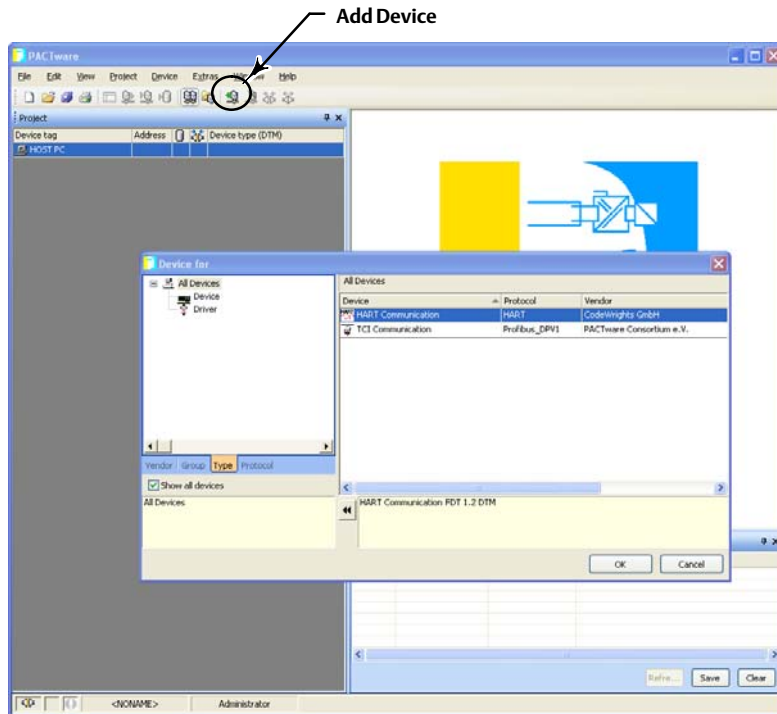 Add Device
PACTware
File Edit View Project Device Extras Help
Project
Device tag Address Device type (DTM)
HOST PC
Device for
All Devices
Device
Driver
Vendor Group Type Protocol
Show all devices
All Devices
All Devices
Device Protocol Vendor
HART Communication HART CodeWrights GmbH
TCI Communication Profibus_DPV1 PACTware Consortium e.V.
HART Communication FDT 1.2 DTM
OK Cancel
Refre... Save Clear
<NONAME> Administrator